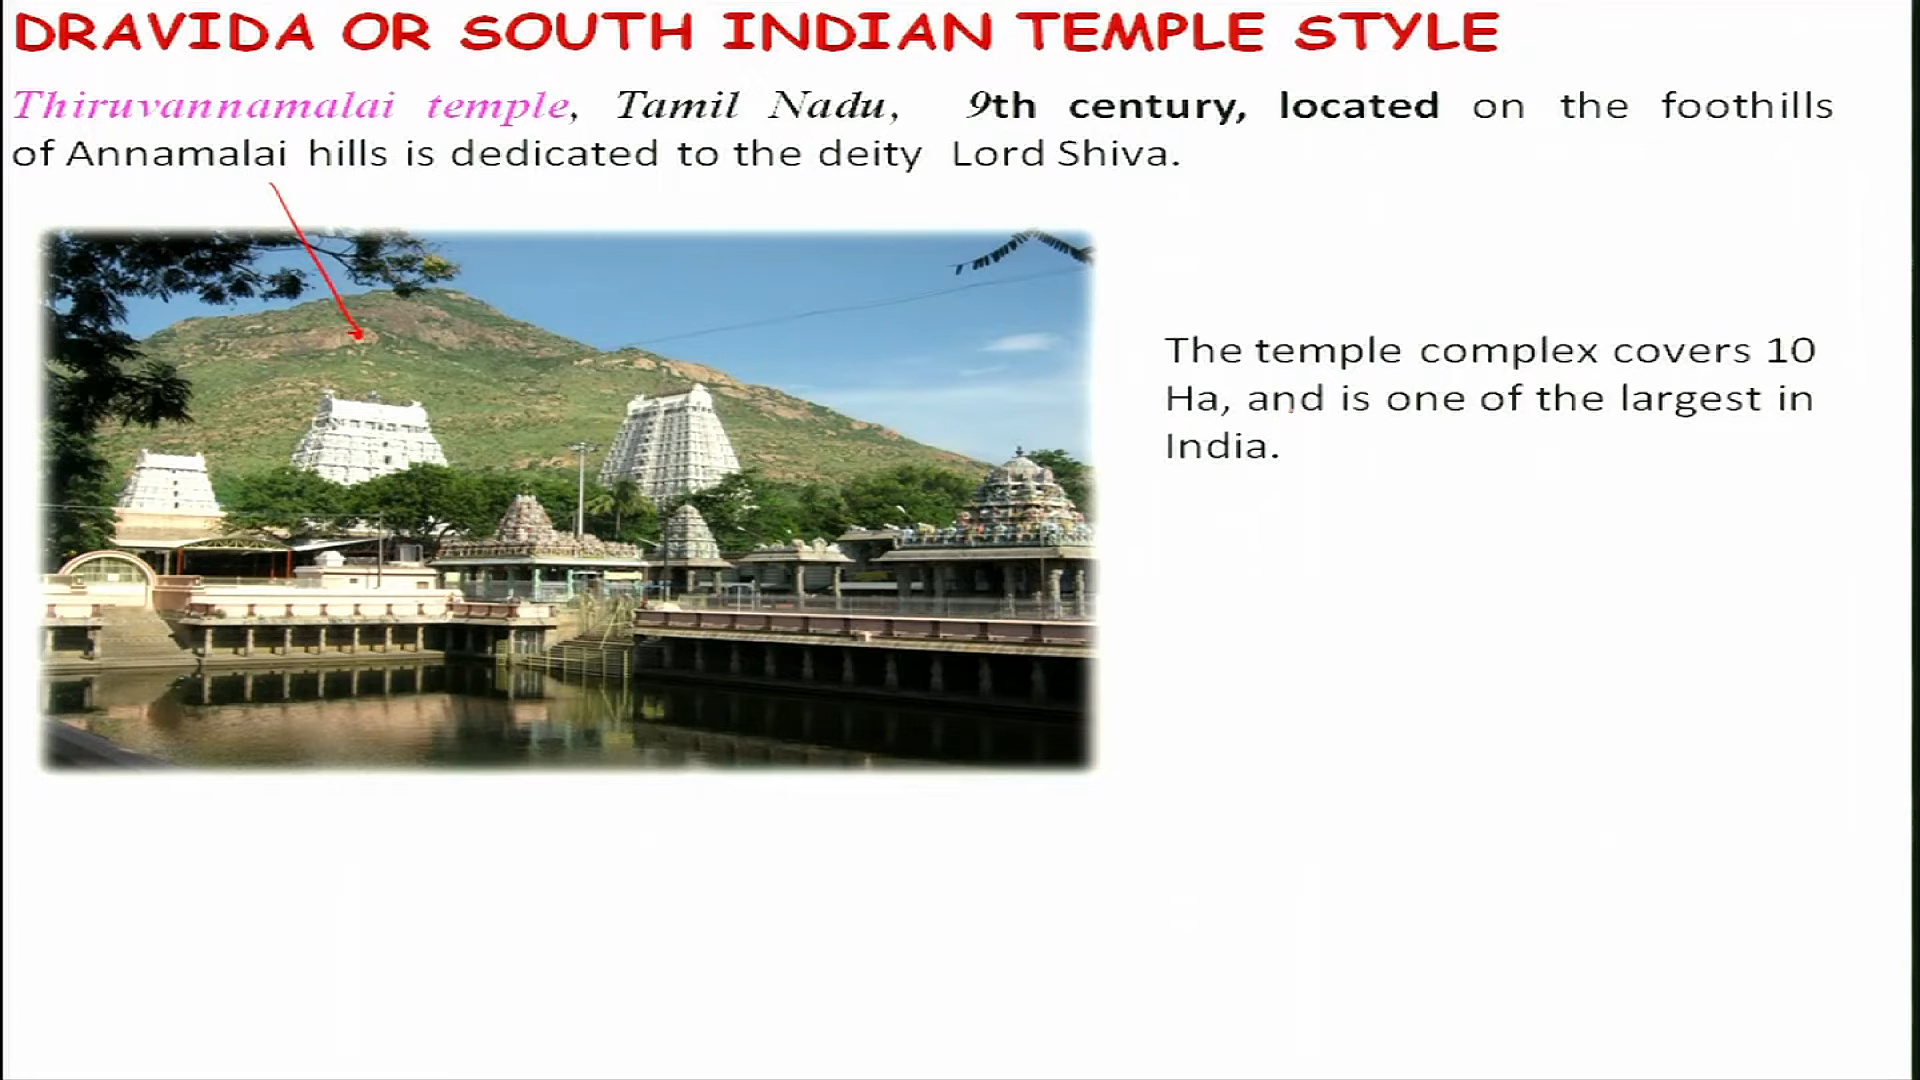 DRAVIDA OR SOUTH INDIAN TEMPLE STYLE
Thiruvannamalai temple, Tamil Nadu, 9th century, located on the foothills
of Annamalai hills is dedicated to the deity Lord Shiva.
The temple complex covers 10
Ha, and is one of the largest in
India.